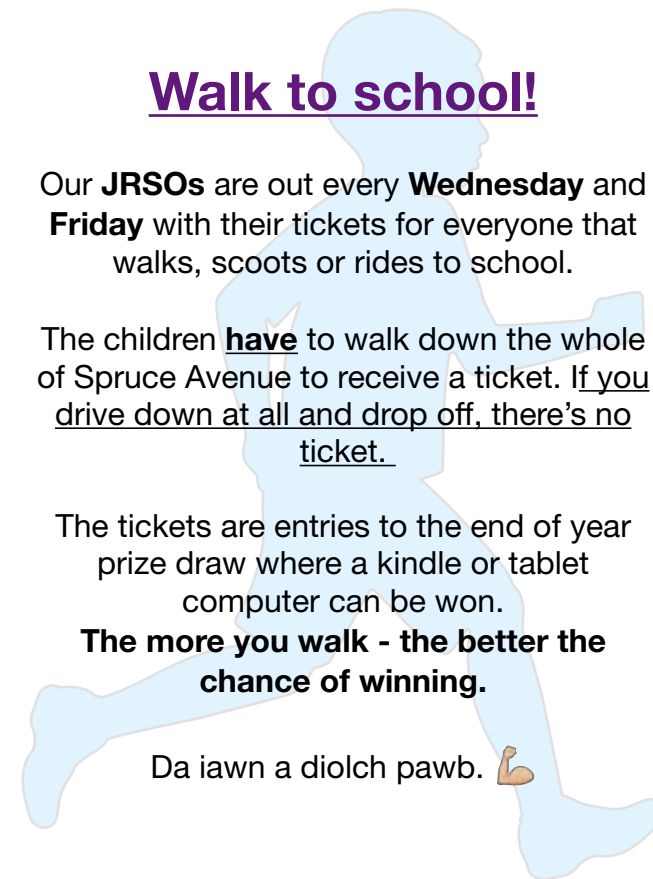 Walk to school!
Our JRSOs are out every Wednesday and
Friday with their tickets for everyone that
walks, scoots or rides to school.
The children have to walk down the whole
of Spruce Avenue to receive a ticket. If you
drive down at all and drop off, there’s no
ticket.
The tickets are entries to the end of year
prize draw where a kindle or tablet
computer can be won.
The more you walk - the better the
chance of winning.
Da iawn a diolch pawb. 💪🏼